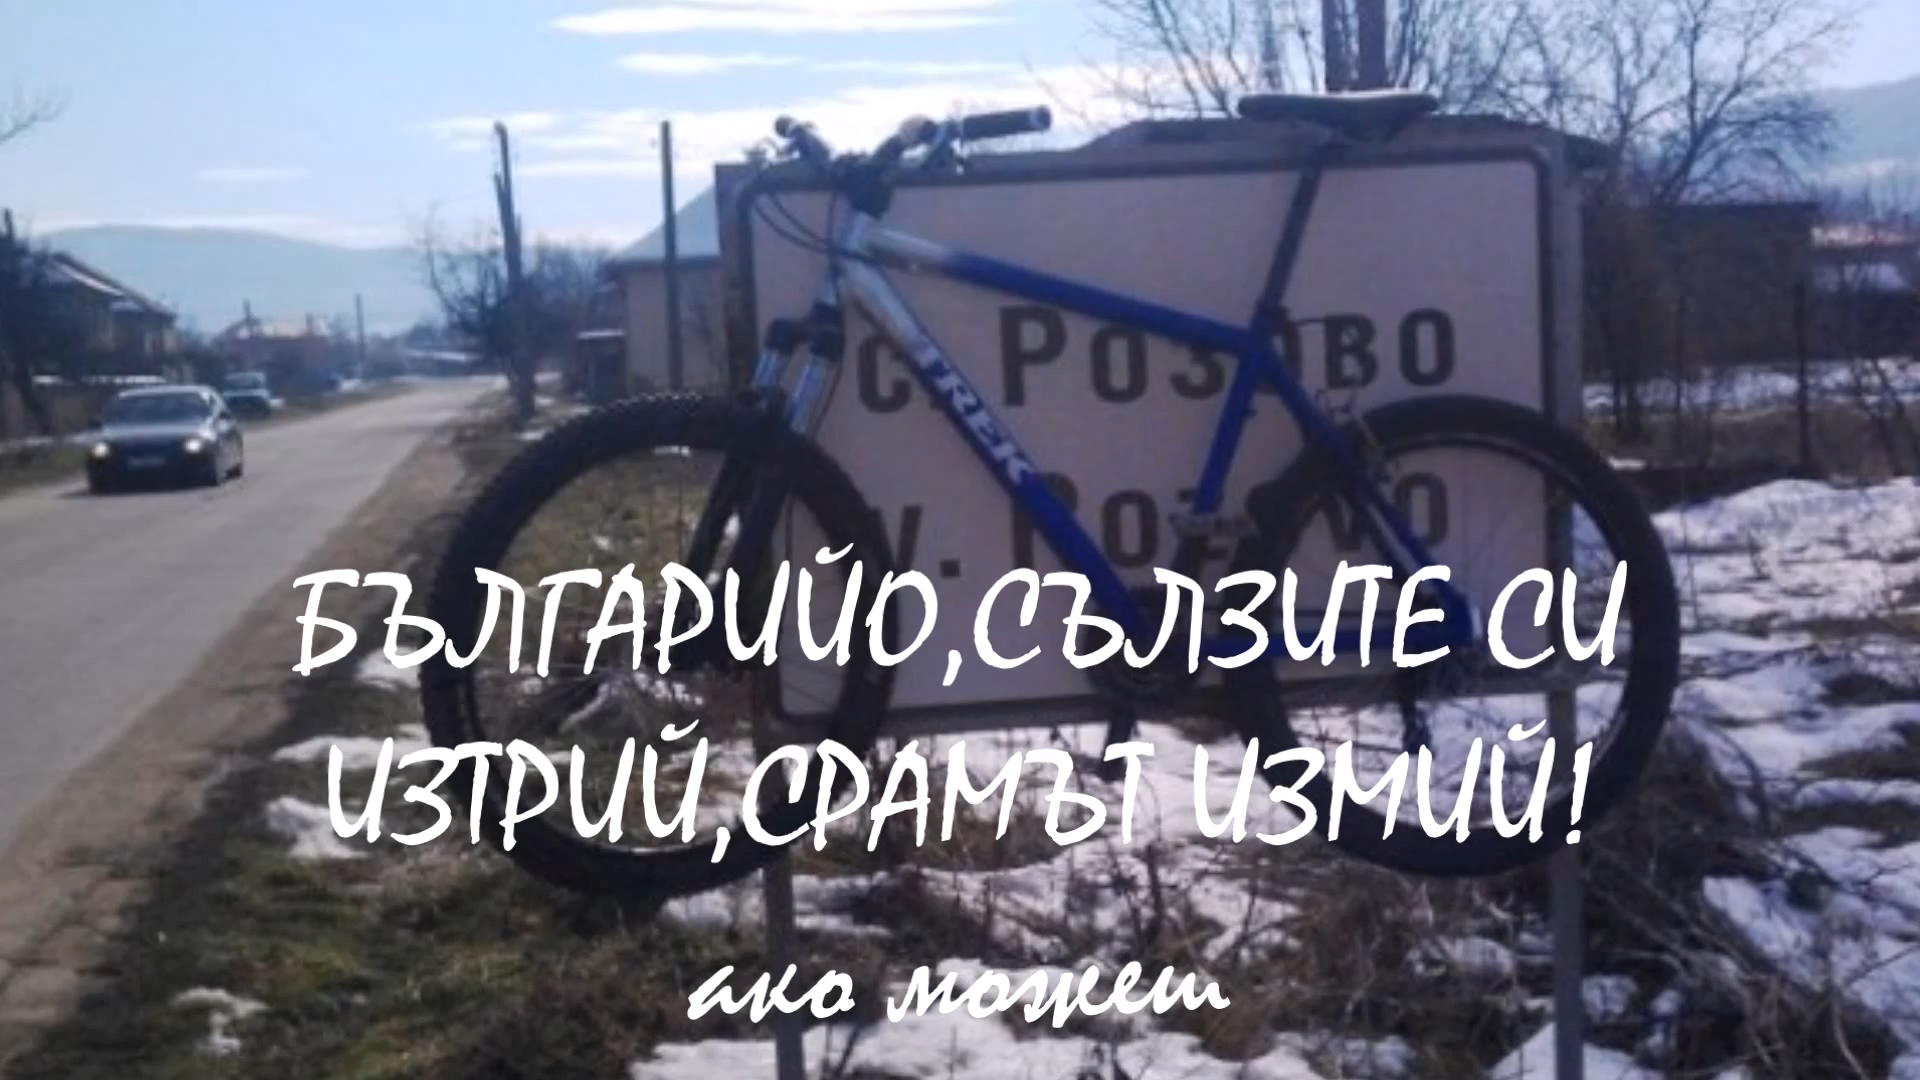 с. Розово
v. Rozovo
TREK
БЪЛГАРИЙО,СЪЛЗИТЕ СИ
ИЗТРИЙ,СРАМЪТ ИЗМИЙ!
ако можеш